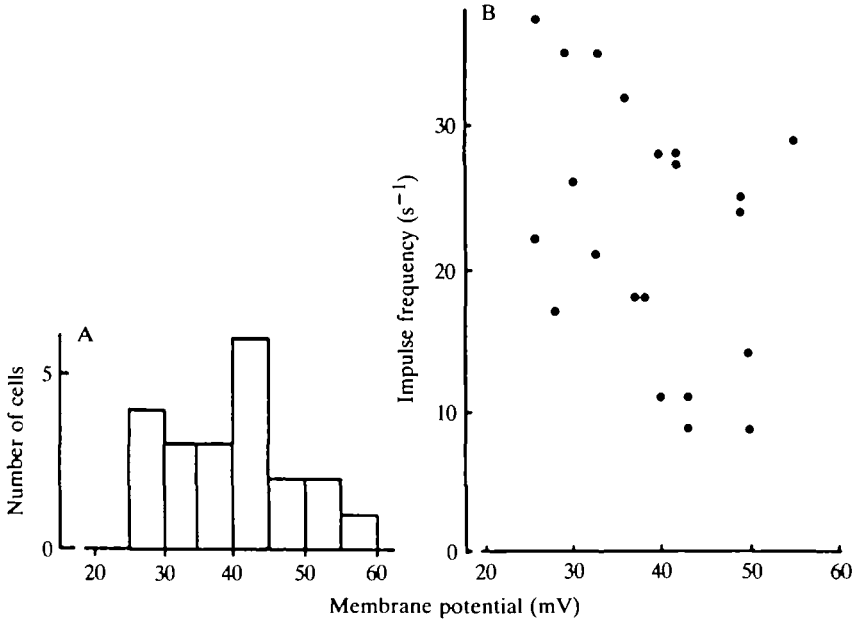 A
Number of cells
5
0
20 30 40 50 60
B
Impulse frequency (s⁻¹)
30
20
10
0
20 30 40 50 60
Membrane potential (mV)